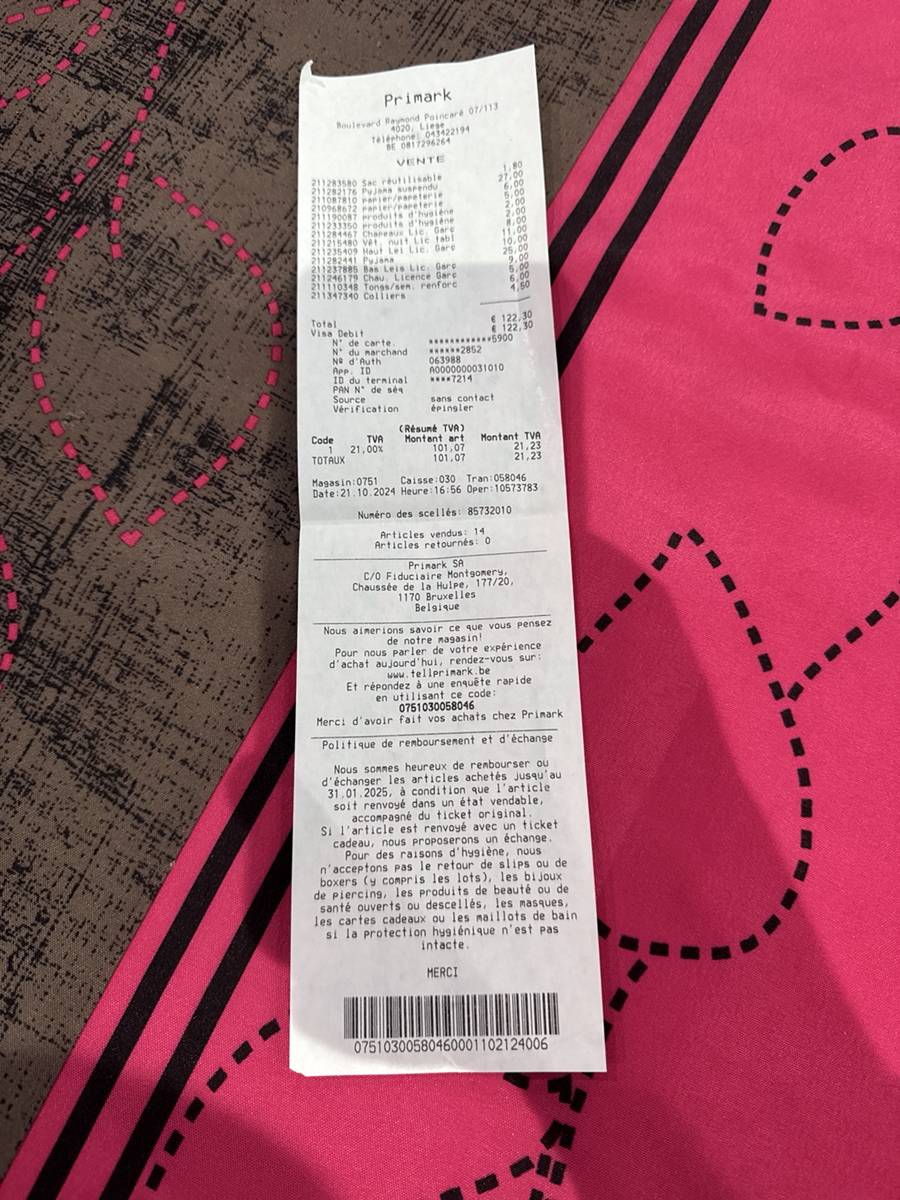 Primark
Boulevard Raymond Poincaré 07/113
4020, Liege
Téléphone: 043422194
BE 0817296264
VENTE
211283580 Sac réutilisable 1,80
211282176 Pyjama suspendu 27,00
211087810 papier/papeterie 6,00
210968672 papier/papeterie 5,00
211190087 produits d'hygiène 2,00
211233350 produits d'hygiène 2,00
211284467 Chapeaux Lic. Garç 8,00
211215480 Vêt. nuit Lic tabl 11,00
211235409 Haut Lei Lic. Garç 10,00
211282441 Pyjama 25,00
211237885 Bas Leis Lic. Garç 9,00
211246179 Chau. Licence Garç 5,00
211110348 Tongs/sem. renforc 6,00
211347340 Colliers 4,50
Total € 122,30
Visa Debit € 122,30
N° de carte. ************5900
N° du marchand ******2852
Nº d'Auth 063988
App. ID A0000000031010
ID du terminal ****7214
PAN N° de séq
Source sans contact
Vérification épingler
(Résumé TVA)
Code TVA Montant art Montant TVA
1 21,00% 101,07 21,23
TOTAUX 101,07 21,23
Magasin:0751 Caisse:030 Tran:058046
Date:21.10.2024 Heure:16:56 Oper:10573783
Numéro des scellés: 85732010
Articles vendus: 14
Articles retournés: 0
Primark SA
C/O Fiduciaire Montgomery,
Chaussée de la Hulpe, 177/20,
1170 Bruxelles
Belgique
Nous aimerions savoir ce que vous pensez
de notre magasin!
Pour nous parler de votre expérience
d'achat aujourd'hui, rendez-vous sur:
www.tellprimark.be
Et répondez à une enquête rapide
en utilisant ce code:
0751030058046
Merci d'avoir fait vos achats chez Primark
Politique de remboursement et d'échange
Nous sommes heureux de rembourser ou
d'échanger les articles achetés jusqu'au
31.01.2025, à condition que l'article
soit renvoyé dans un état vendable,
accompagné du ticket original.
Si l'article est renvoyé avec un ticket
cadeau, nous proposerons un échange.
Pour des raisons d'hygiène, nous
n'acceptons pas le retour de slips ou de
boxers (y compris les lots), les bijoux
de piercing, les produits de beauté ou de
santé ouverts ou descellés, les masques,
les cartes cadeaux ou les maillots de bain
si la protection hygiénique n'est pas
intacte.
MERCI
07510300580460001102124006